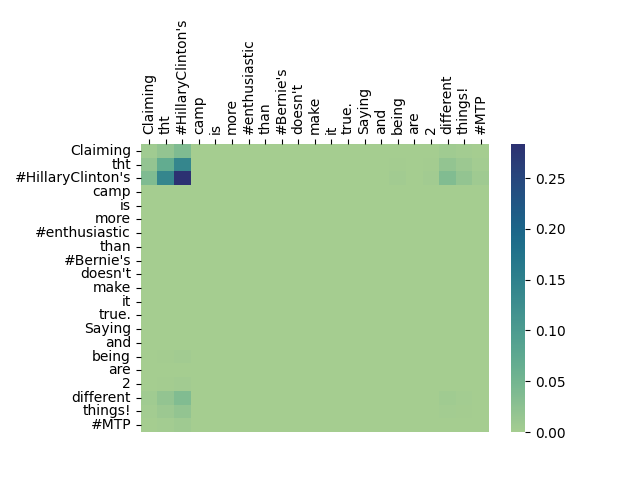 Claiming
tht
#HillaryClinton's
camp
is
more
#enthusiastic
than
#Bernie's
doesn't
make
it
true.
Saying
and
being
are
2
different
things!
#MTP
Claiming
tht
#HillaryClinton's
camp
is
more
#enthusiastic
than
#Bernie's
doesn't
make
it
true.
Saying
and
being
are
2
different
things!
#MTP
0.25
0.20
0.15
0.10
0.05
0.00